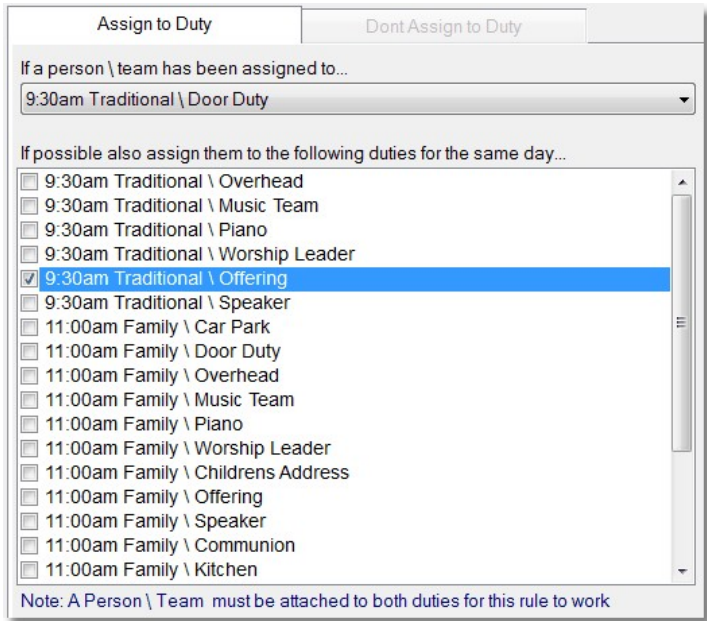 Assign to Duty
Dont Assign to Duty
If a person \ team has been assigned to...
9:30am Traditional \ Door Duty
If possible also assign them to the following duties for the same day...
9:30am Traditional \ Overhead
9:30am Traditional \ Music Team
9:30am Traditional \ Piano
9:30am Traditional \ Worship Leader
9:30am Traditional \ Offering
9:30am Traditional \ Speaker
11:00am Family \ Car Park
11:00am Family \ Door Duty
11:00am Family \ Overhead
11:00am Family \ Music Team
11:00am Family \ Piano
11:00am Family \ Worship Leader
11:00am Family \ Childrens Address
11:00am Family \ Offering
11:00am Family \ Speaker
11:00am Family \ Communion
11:00am Family \ Kitchen
Note: A Person \ Team must be attached to both duties for this rule to work